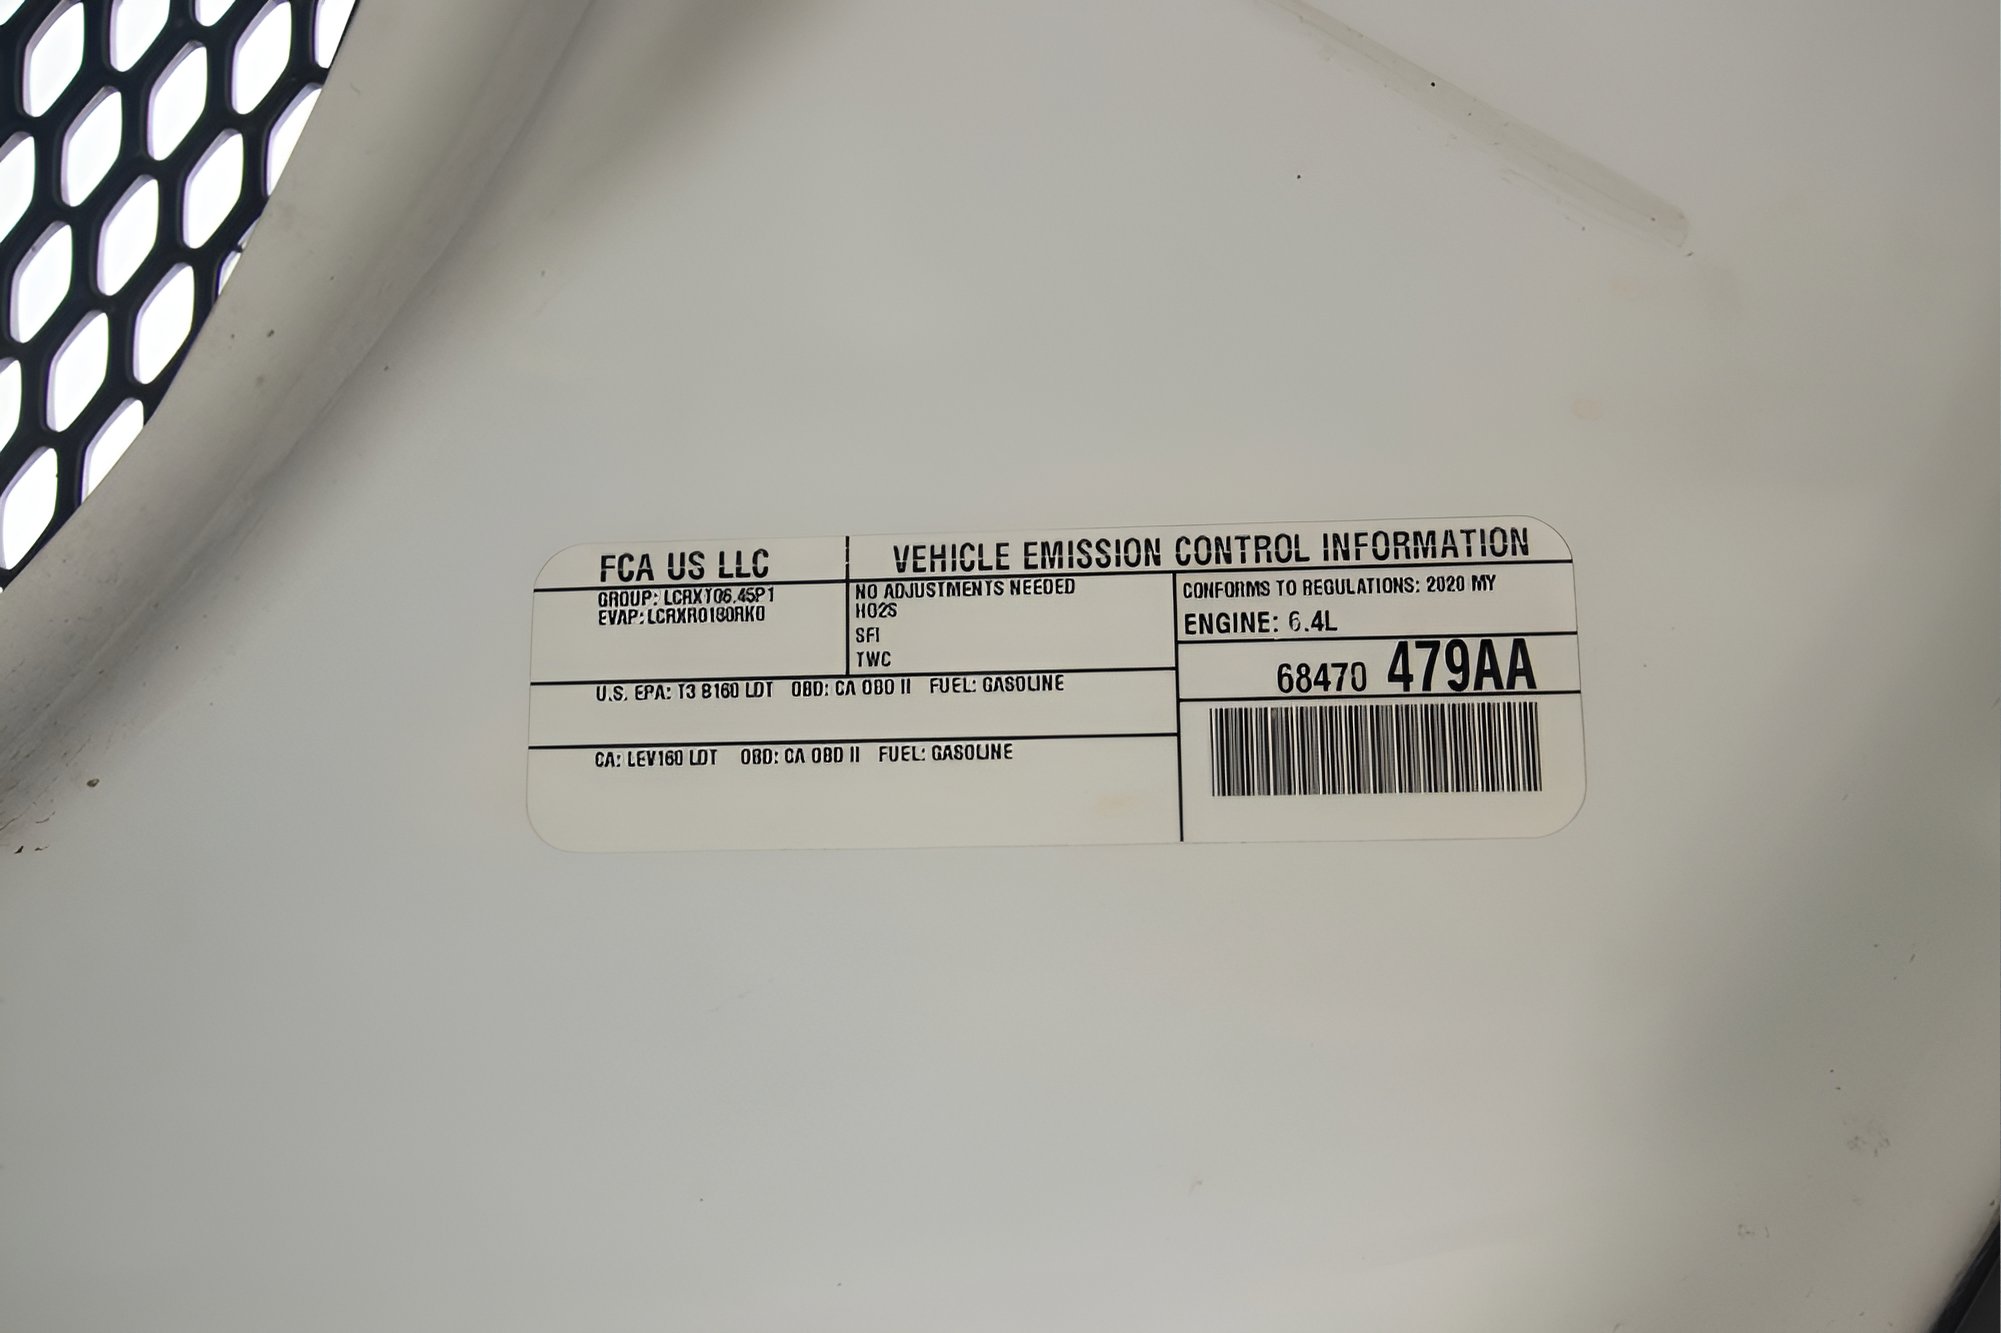 FCA US LLC
VEHICLE EMISSION CONTROL INFORMATION
GROUP: LCRXT06.45P1
EVAP: LCRXR0180RK0
NO ADJUSTMENTS NEEDED
HO2S
SFI
TWC
CONFORMS TO REGULATIONS: 2020 MY
ENGINE: 6.4L
68470 479AA
U.S. EPA: T3 B160 LDT OBD: CA OBD II FUEL: GASOLINE
CA: LEV160 LDT OBD: CA OBD II FUEL: GASOLINE